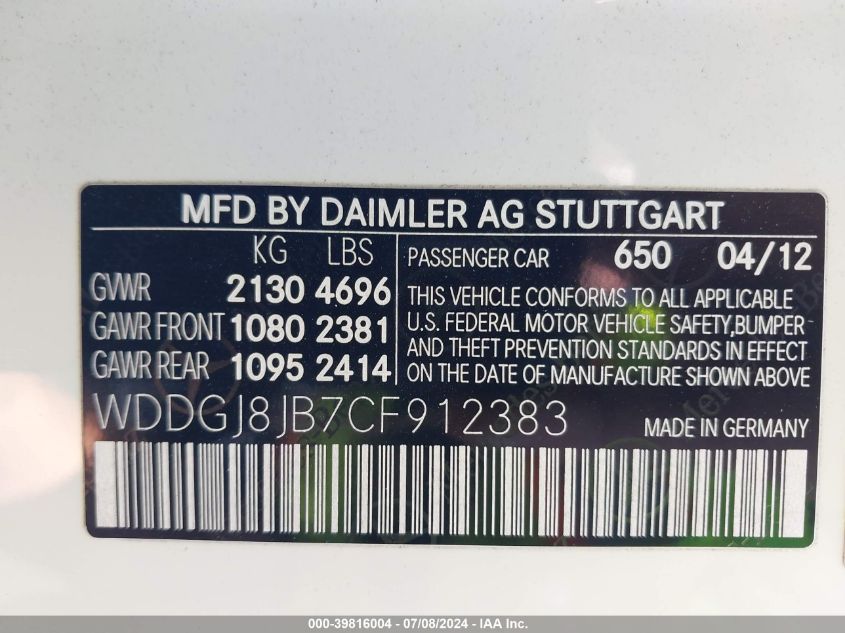 MFD BY DAIMLER AG STUTTGART
KG LBS
GVWR 2130 4696
GAWR FRONT 1080 2381
GAWR REAR 1095 2414
PASSENGER CAR 650 04/12
THIS VEHICLE CONFORMS TO ALL APPLICABLE
U.S. FEDERAL MOTOR VEHICLE SAFETY,BUMPER
AND THEFT PREVENTION STANDARDS IN EFFECT
ON THE DATE OF MANUFACTURE SHOWN ABOVE
WDDGJ8JB7CF912383
MADE IN GERMANY
000-39816004 - 07/08/2024 - IAA Inc.